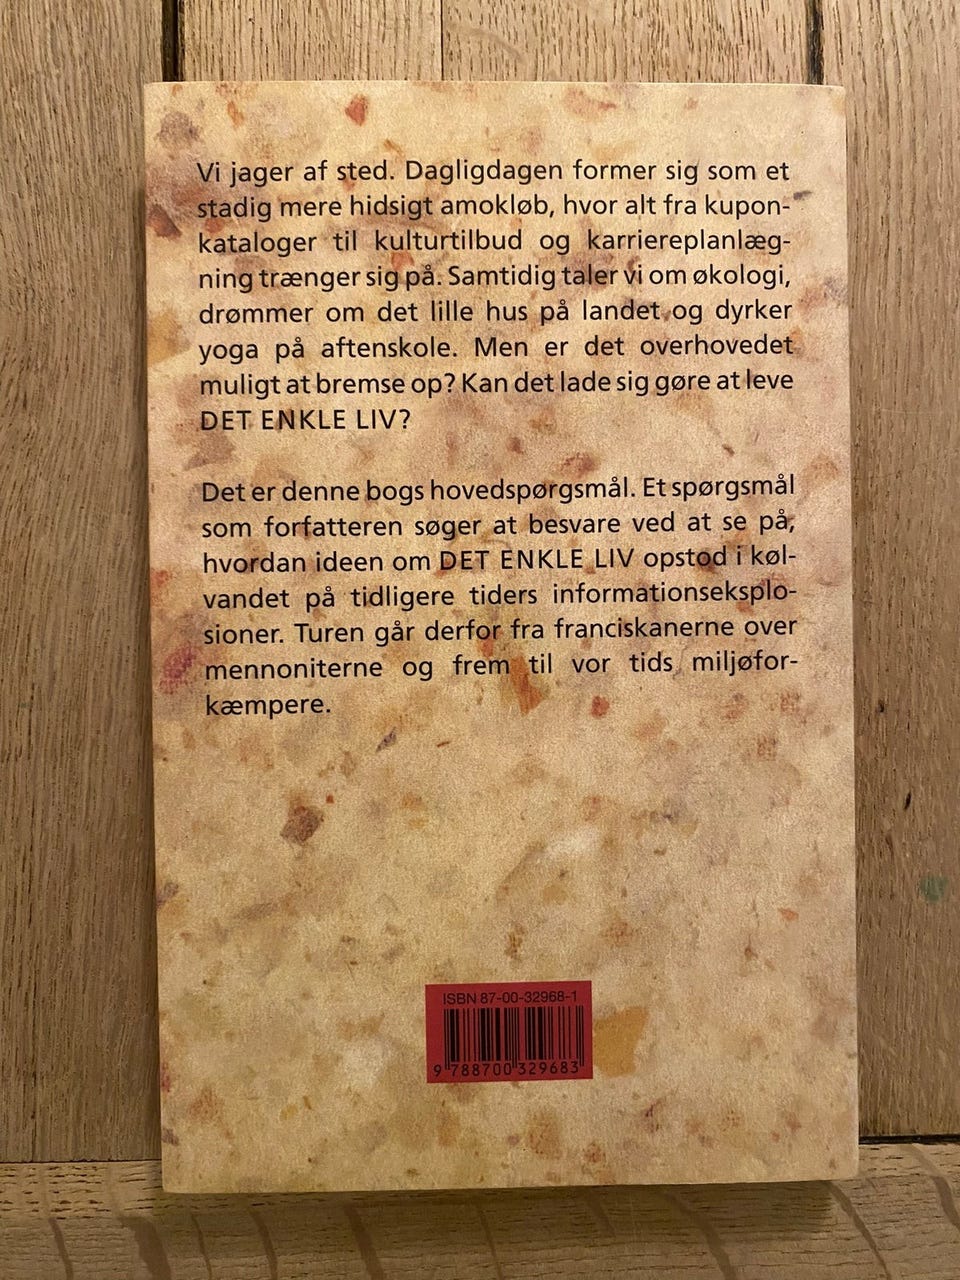 Vi jager af sted. Dagligdagen former sig som et
stadig mere hidsigt amokløb, hvor alt fra kupon-
kataloger til kulturtilbud og karriereplanlæg-
ning trænger sig på. Samtidig taler vi om økologi,
drømmer om det lille hus på landet og dyrker
yoga på aftenskole. Men er det overhovedet
muligt at bremse op? Kan det lade sig gøre at leve
DET ENKLE LIV?
Det er denne bogs hovedspørgsmål. Et spørgsmål
som forfatteren søger at besvare ved at se på,
hvordan ideen om DET ENKLE LIV opstod i køl-
vandet på tidligere tiders informationseksplo-
sioner. Turen går derfor fra franciskanerne over
mennoniterne og frem til vor tids miljøfor-
kæmpere.
ISBN 87-00-32968-1
9 788700 329683